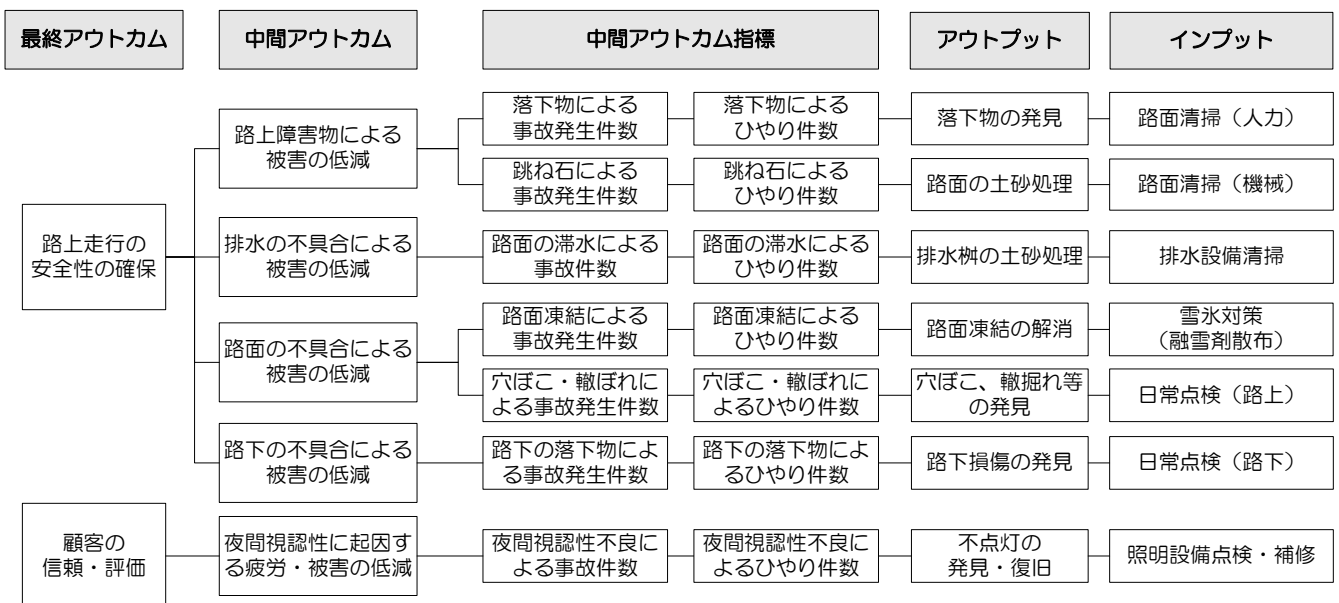 最終アウトカム
中間アウトカム
中間アウトカム指標
アウトプット
インプット
路上走行の
安全性の確保
路上障害物による
被害の低減
落下物による
事故発生件数
落下物による
ひやり件数
落下物の発見
路面清掃（人力）
跳ね石による
事故発生件数
跳ね石による
ひやり件数
路面の土砂処理
路面清掃（機械）
排水の不具合による
被害の低減
路面の滞水による
事故件数
路面の滞水による
ひやり件数
排水桝の土砂処理
排水設備清掃
路面の不具合による
被害の低減
路面凍結による
事故発生件数
路面凍結による
ひやり件数
路面凍結の解消
雪氷対策
（融雪剤散布）
穴ぼこ・轍ぼれに
よる事故発生件数
穴ぼこ・轍ぼれに
よるひやり件数
穴ぼこ、轍掘れ等
の発見
日常点検（路上）
路下の不具合による
被害の低減
路下の落下物によ
る事故発生件数
路下の落下物によ
るひやり件数
路下損傷の発見
日常点検（路下）
顧客の
信頼・評価
夜間視認性に起因す
る疲労・被害の低減
夜間視認性不良に
よる事故件数
夜間視認性不良に
よるひやり件数
不点灯の
発見・復旧
照明設備点検・補修